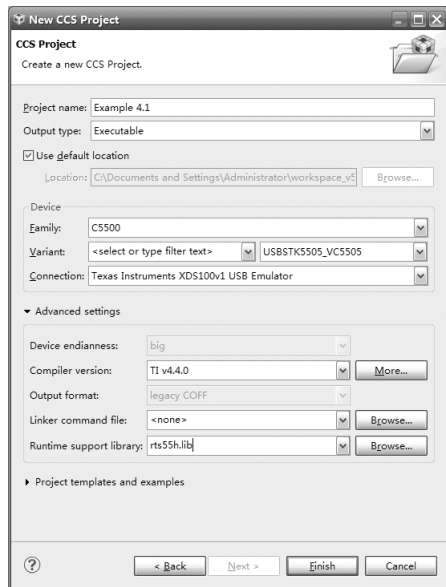 New CCS Project
CCS Project
Create a new CCS Project.
Project name: Example 4.1
Output type: Executable
Use default location
Location: C:\Documents and Settings\Administrator\workspace_v5 Browse...
Device
Family: C5500
Variant: <select or type filter text> USBSTK5505_VC5505
Connection: Texas Instruments XDS100v1 USB Emulator
Advanced settings
Device endianness: big
Compiler version: TI v4.4.0 More...
Output format: legacy COFF
Linker command file: <none> Browse...
Runtime support library: rts55h.lib Browse...
Project templates and examples
? < Back Next > Finish Cancel